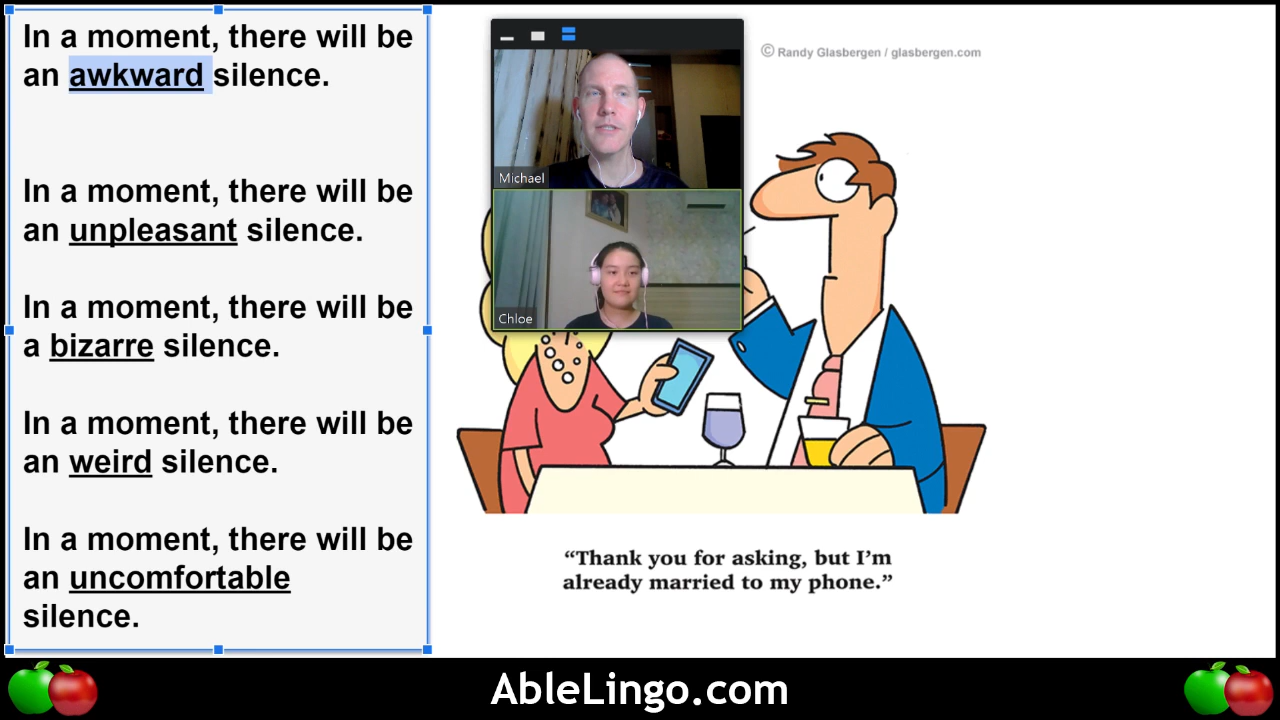 In a moment, there will be
an awkward silence.
In a moment, there will be
an unpleasant silence.
In a moment, there will be
a bizarre silence.
In a moment, there will be
an weird silence.
In a moment, there will be
an uncomfortable
silence.
Michael
Chloe
© Randy Glasbergen / glasbergen.com
“Thank you for asking, but I’m
already married to my phone.”
AbleLingo.com